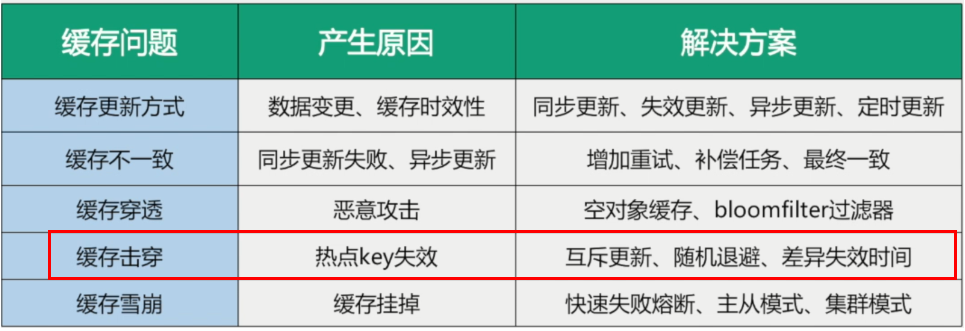 缓存问题 产生原因 解决方案
缓存更新方式 数据变更、缓存时效性 同步更新、失效更新、异步更新、定时更新
缓存不一致 同步更新失败、异步更新 增加重试、补偿任务、最终一致
缓存穿透 恶意攻击 空对象缓存、bloomfilter过滤器
缓存击穿 热点key失效 互斥更新、随机退避、差异失效时间
缓存雪崩 缓存挂掉 快速失败熔断、主从模式、集群模式